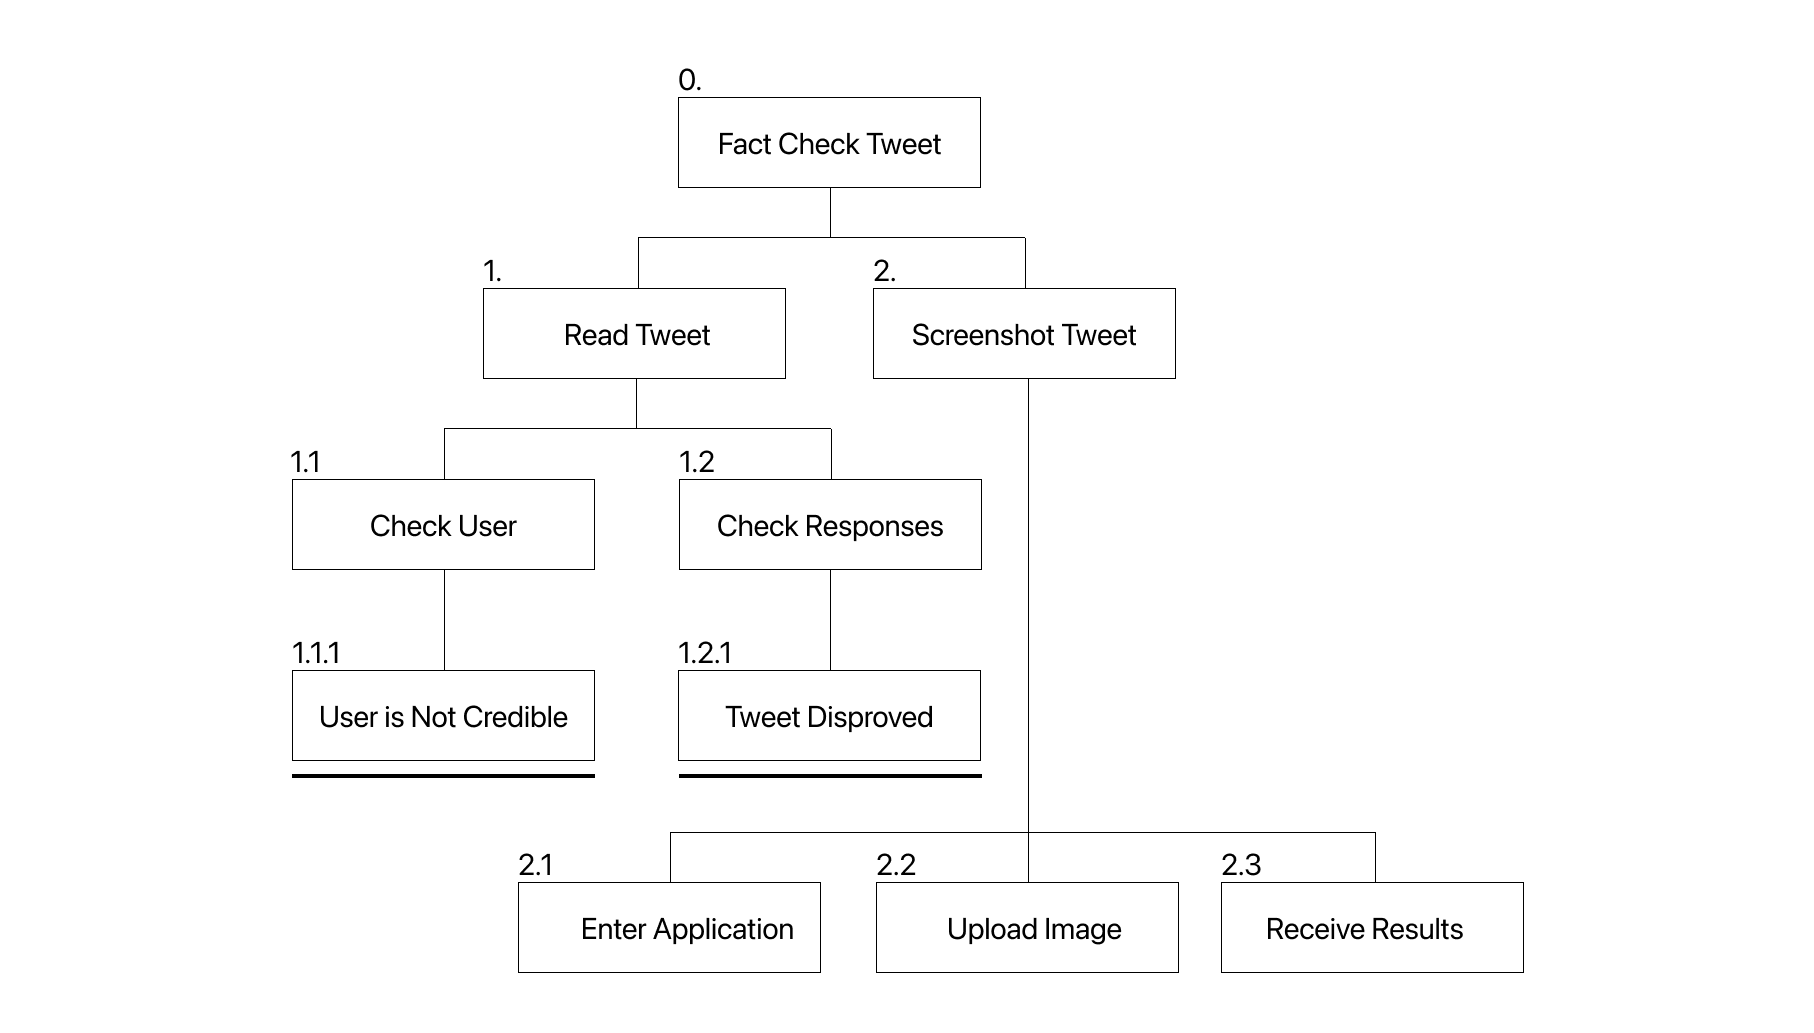 0.
Fact Check Tweet
1.
2.
Read Tweet
Screenshot Tweet
1.1
1.2
Check User
Check Responses
1.1.1
1.2.1
User is Not Credible
Tweet Disproved
2.1
2.2
2.3
Enter Application
Upload Image
Receive Results